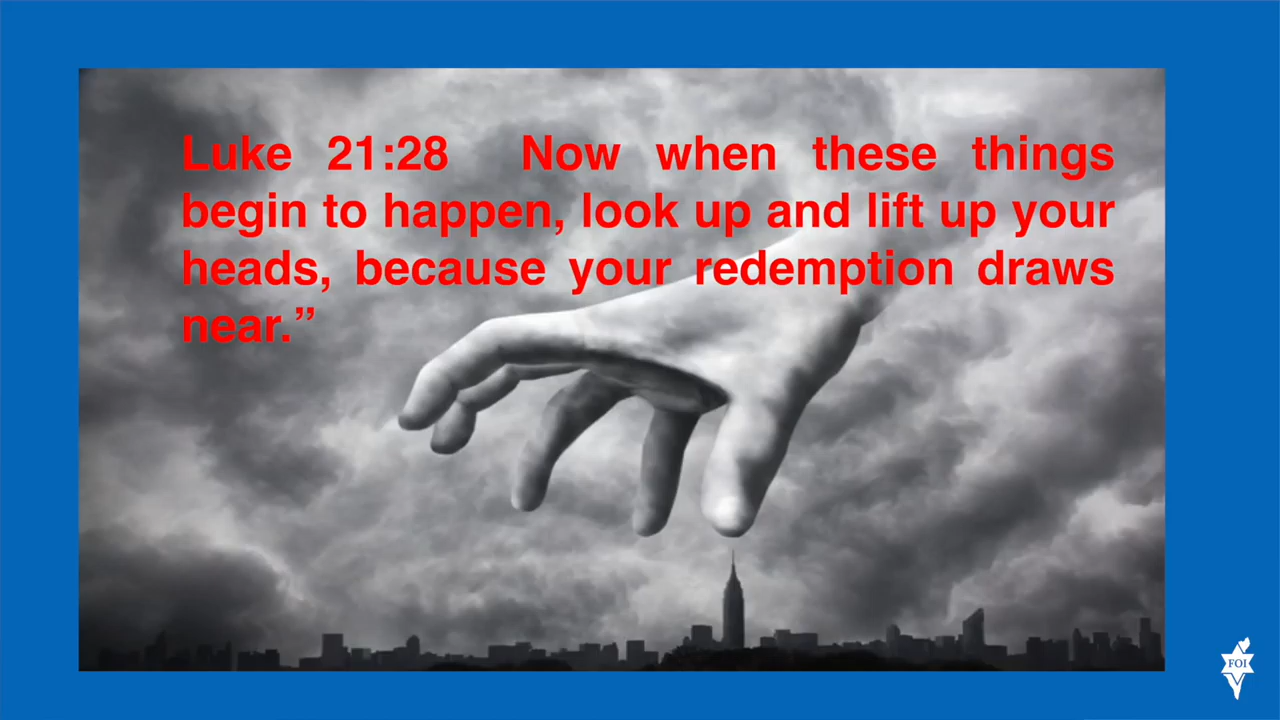 Luke 21:28 Now when these things
begin to happen, look up and lift up your
heads, because your redemption draws
near.”
FOI